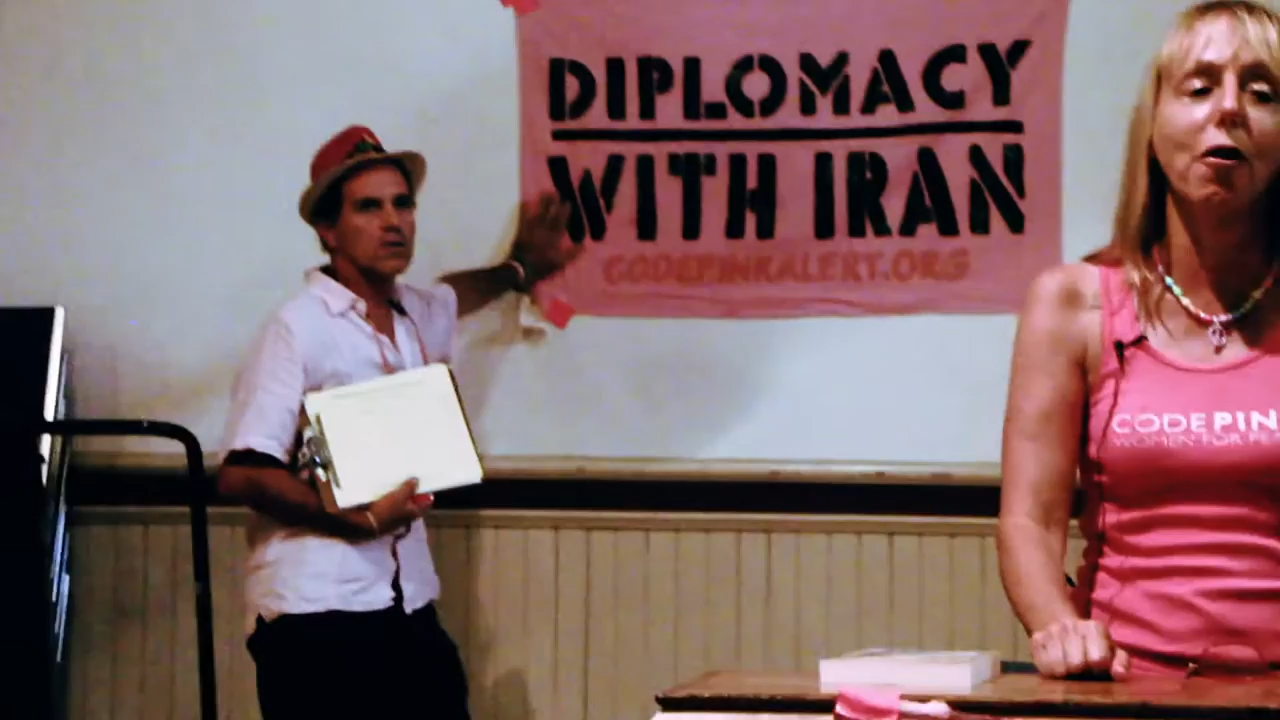 DIPLOMACY
WITH IRAN
CODEPINKALERT.ORG
CODEPIN
WOMEN FOR PE